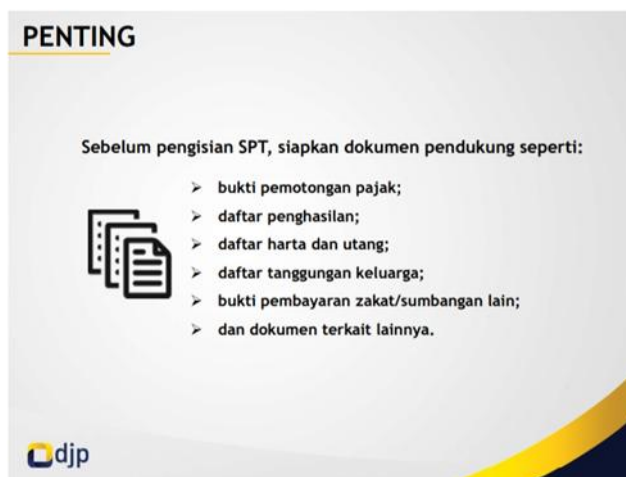 PENTING
Sebelum pengisian SPT, siapkan dokumen pendukung seperti:
➢ bukti pemotongan pajak;
➢ daftar penghasilan;
➢ daftar harta dan utang;
➢ daftar tanggungan keluarga;
➢ bukti pembayaran zakat/sumbangan lain;
➢ dan dokumen terkait lainnya.
djp